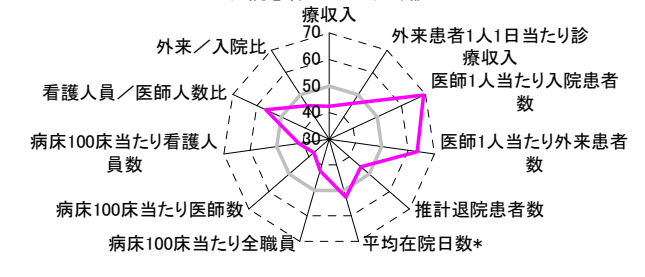 療収入
外来患者1人1日当たり診
療収入
医師1人当たり入院患者
数
医師1人当たり外来患者
数
推計退院患者数
平均在院日数*
病床100床当たり全職員
病床100床当たり医師数
病床100床当たり看護人
員数
看護人員／医師人数比
外来／入院比
70
60
50
40
30